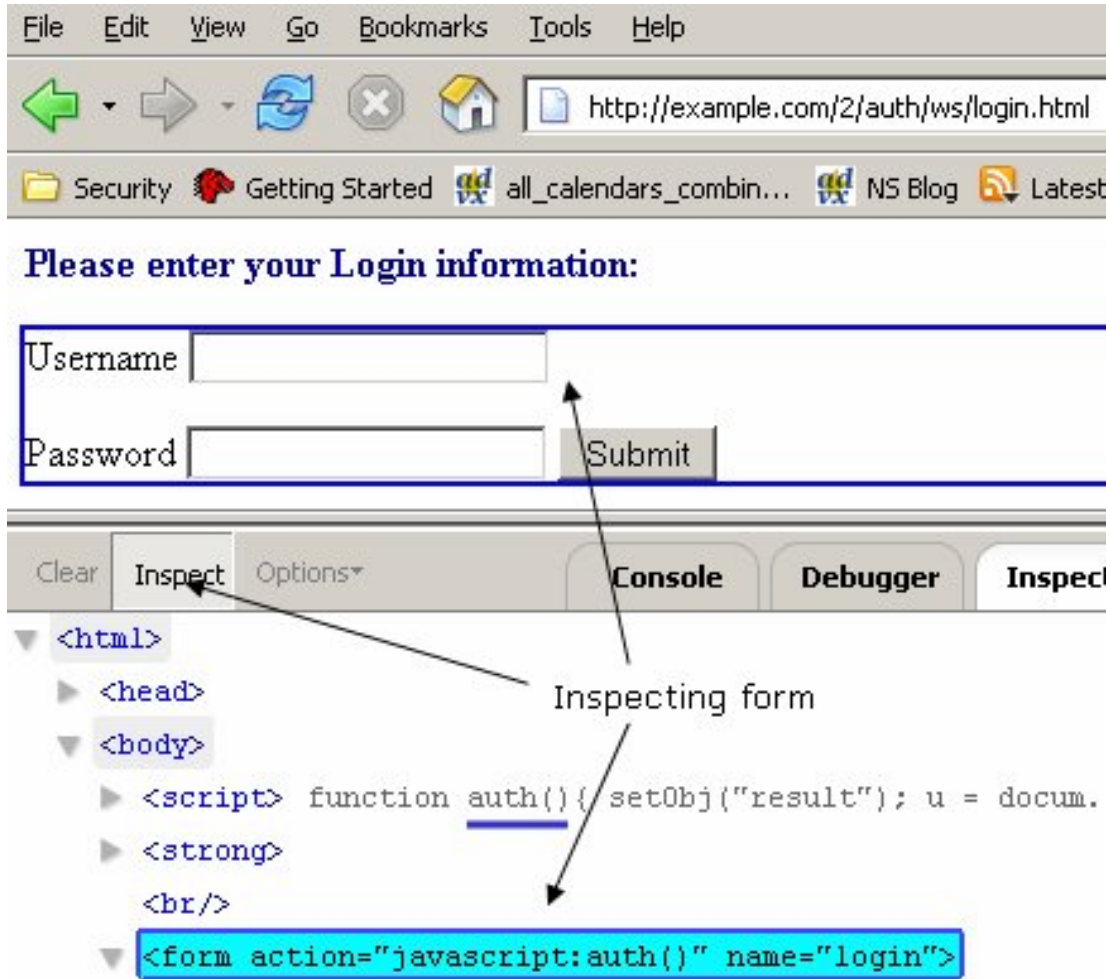 File Edit View Go Bookmarks Tools Help
http://example.com/2/auth/ws/login.html
Security Getting Started all_calendars_combin... NS Blog Latest
Please enter your Login information:
Username
Password Submit
Clear Inspect Options Console Debugger Inspect
<html>
<head>
Inspecting form
<body>
<script> function auth(){ setObj("result"); u = docum.
<strong>
<br/>
<form action="javascript:auth()" name="login">